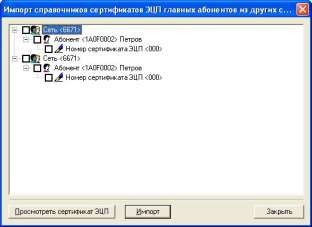 Импорт справочников сертификатов ЭЦП главных абонентов из других с...
Сеть <6671>
Абонент <1A0F0002> Петров
Номер сертификата ЭЦП <000>
Сеть <6671>
Абонент <1A0F0002> Петров
Номер сертификата ЭЦП <000>
Просмотреть сертификат ЭЦП Импорт Закрыть